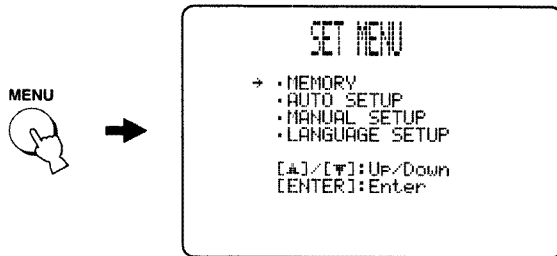 MENU
SET MENU
→ ・MEMORY
・AUTO SETUP
・MANUAL SETUP
・LANGUAGE SETUP
[▲]/[▼]:Up/Down
[ENTER]:Enter